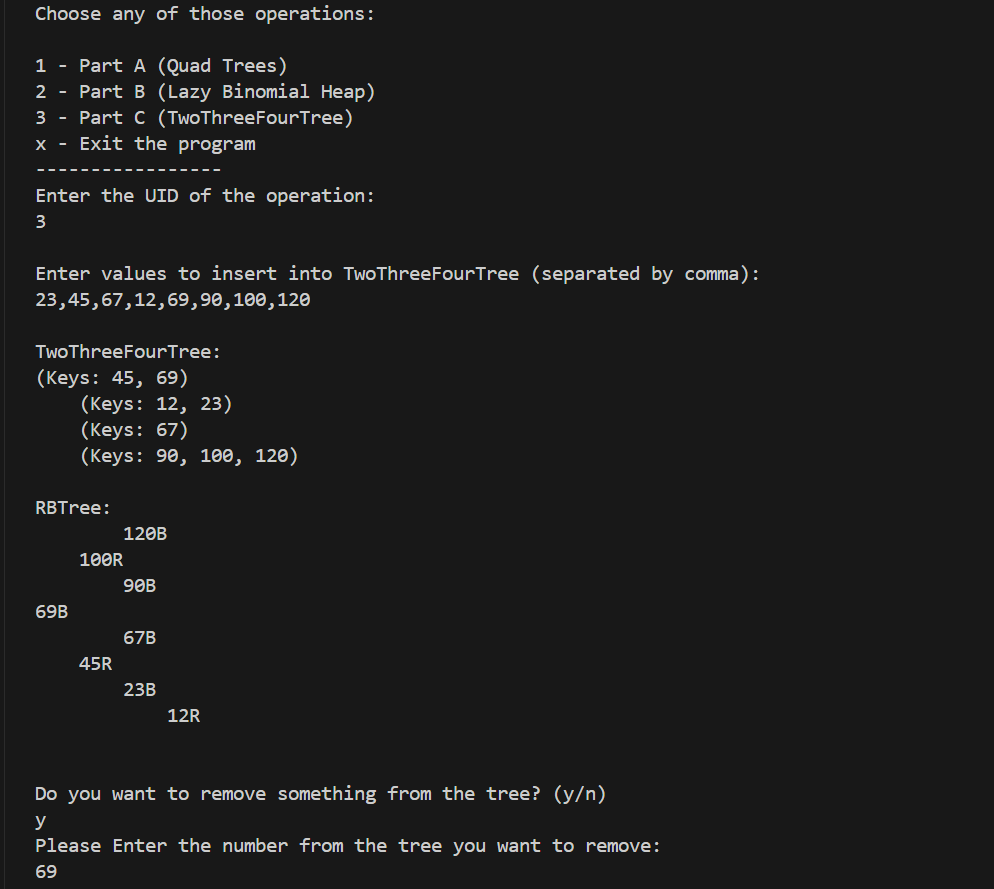 Choose any of those operations:
1 - Part A (Quad Trees)
2 - Part B (Lazy Binomial Heap)
3 - Part C (TwoThreeFourTree)
x - Exit the program
-----------------
Enter the UID of the operation:
3
Enter values to insert into TwoThreeFourTree (separated by comma):
23,45,67,12,69,90,100,120
TwoThreeFourTree:
(Keys: 45, 69)
    (Keys: 12, 23)
    (Keys: 67)
    (Keys: 90, 100, 120)
RBTree:
        120B
    100R
        90B
69B
        67B
    45R
        23B
            12R
Do you want to remove something from the tree? (y/n)
y
Please Enter the number from the tree you want to remove:
69